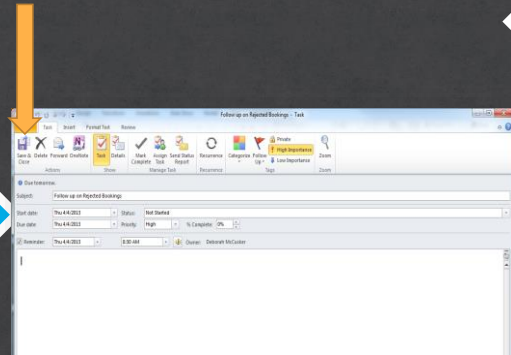 Follow up on Rejected Bookings - Task
Task Insert Format Text Review
Save & Close Delete Forward OneNote Task Details Mark Complete Assign Task Send Status Report Recurrence Categorize Follow Up Private High Importance Low Importance Zoom
Actions Show Manage Task Recurrence Tags Zoom
Due tomorrow.
Subject: Follow up on Rejected Bookings
Start date: Thu 4/4/2013 Status: Not Started
Due date: Thu 4/4/2013 Priority: High % Complete: 0%
Reminder: Thu 4/4/2013 8:00 AM Owner: Deborah McCusker